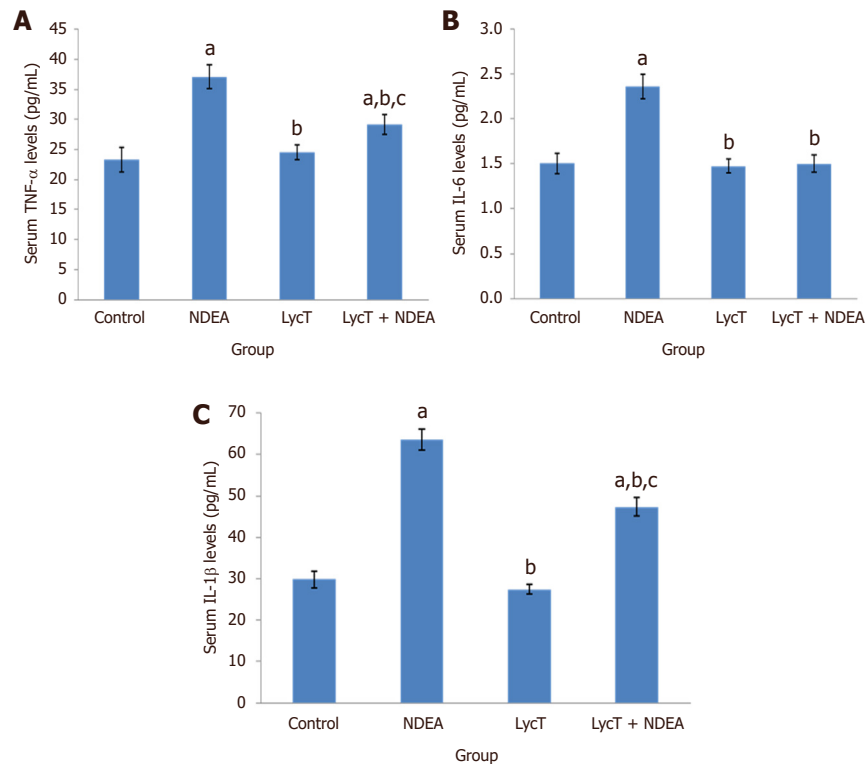 A
Serum TNF-α levels (pg/mL)
45
40
35
30
25
20
15
10
5
0
a
b
a,b,c
Control NDEA LycT LycT + NDEA
Group
B
Serum IL-6 levels (pg/mL)
3.0
2.5
2.0
1.5
1.0
0.5
0.0
a
b
b
Control NDEA LycT LycT + NDEA
Group
C
Serum IL-1β levels (pg/mL)
70
60
50
40
30
20
10
0
a
b
a,b,c
Control NDEA LycT LycT + NDEA
Group